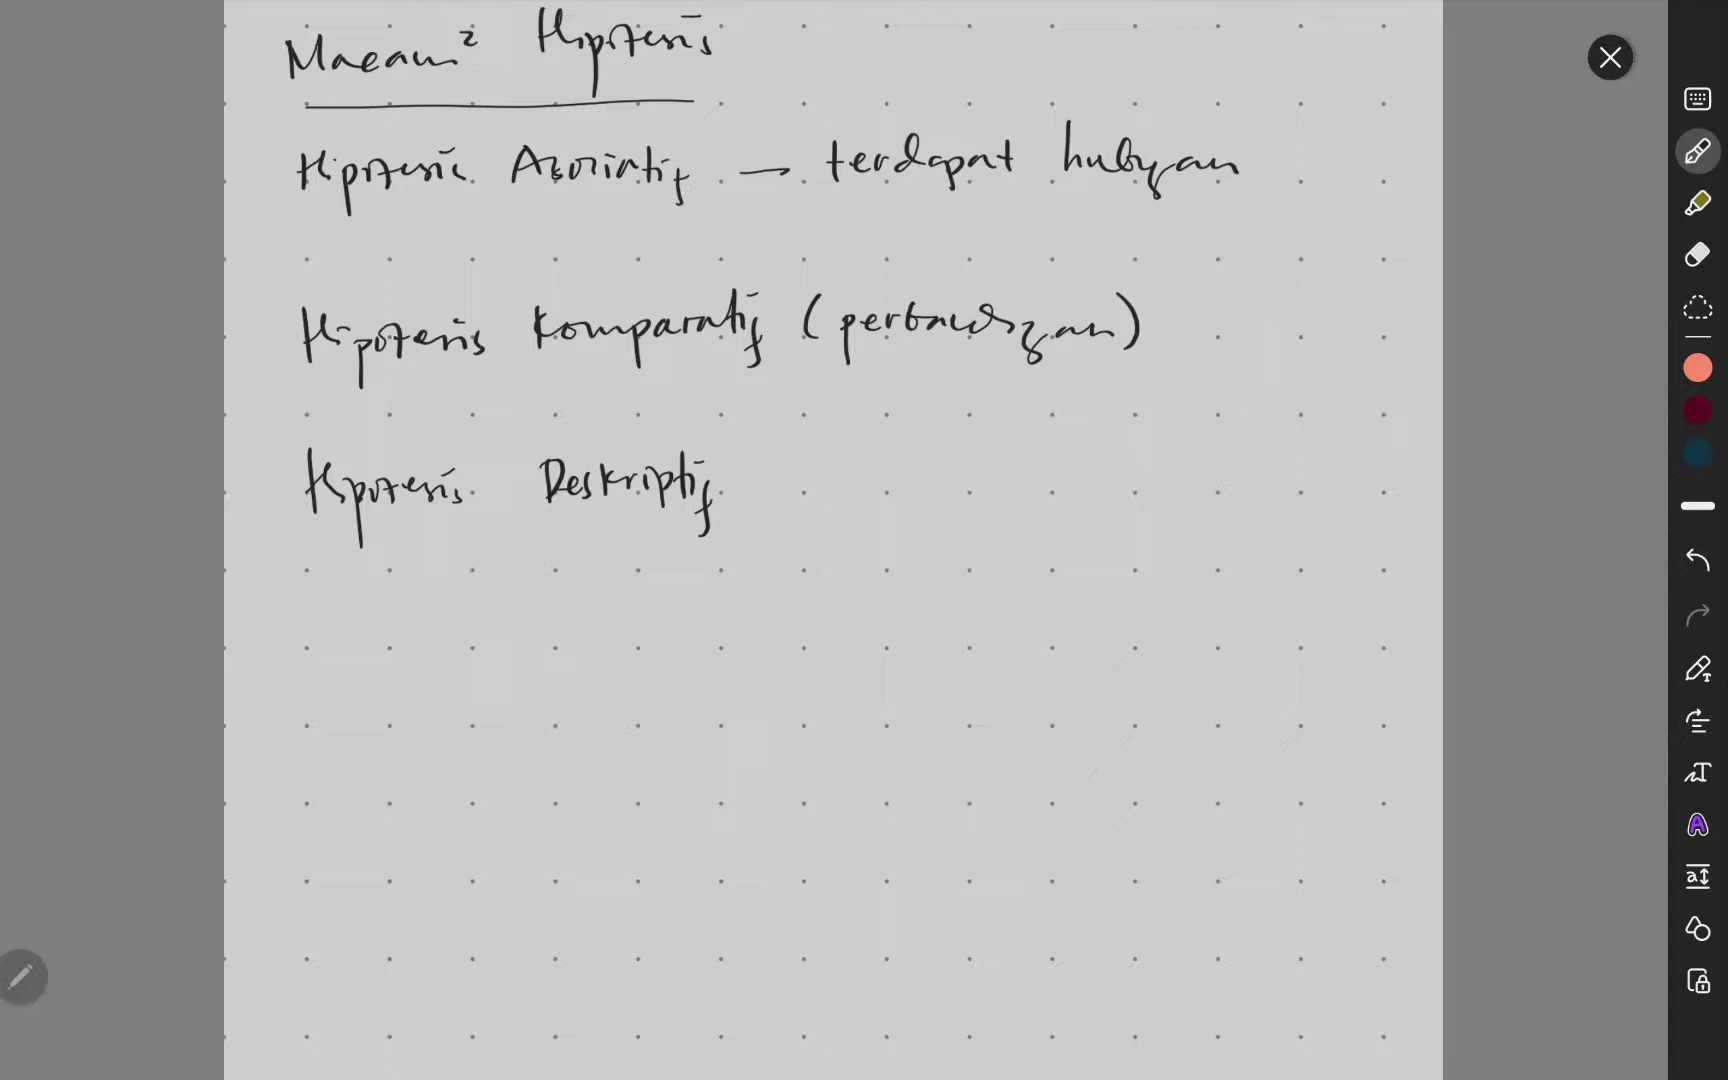 Macam² Hipotesis
Hipotesis Asosiatif → terdapat hubungan
Hipotesis Komparatif (perbandingan)
Hipotesis Deskriptif